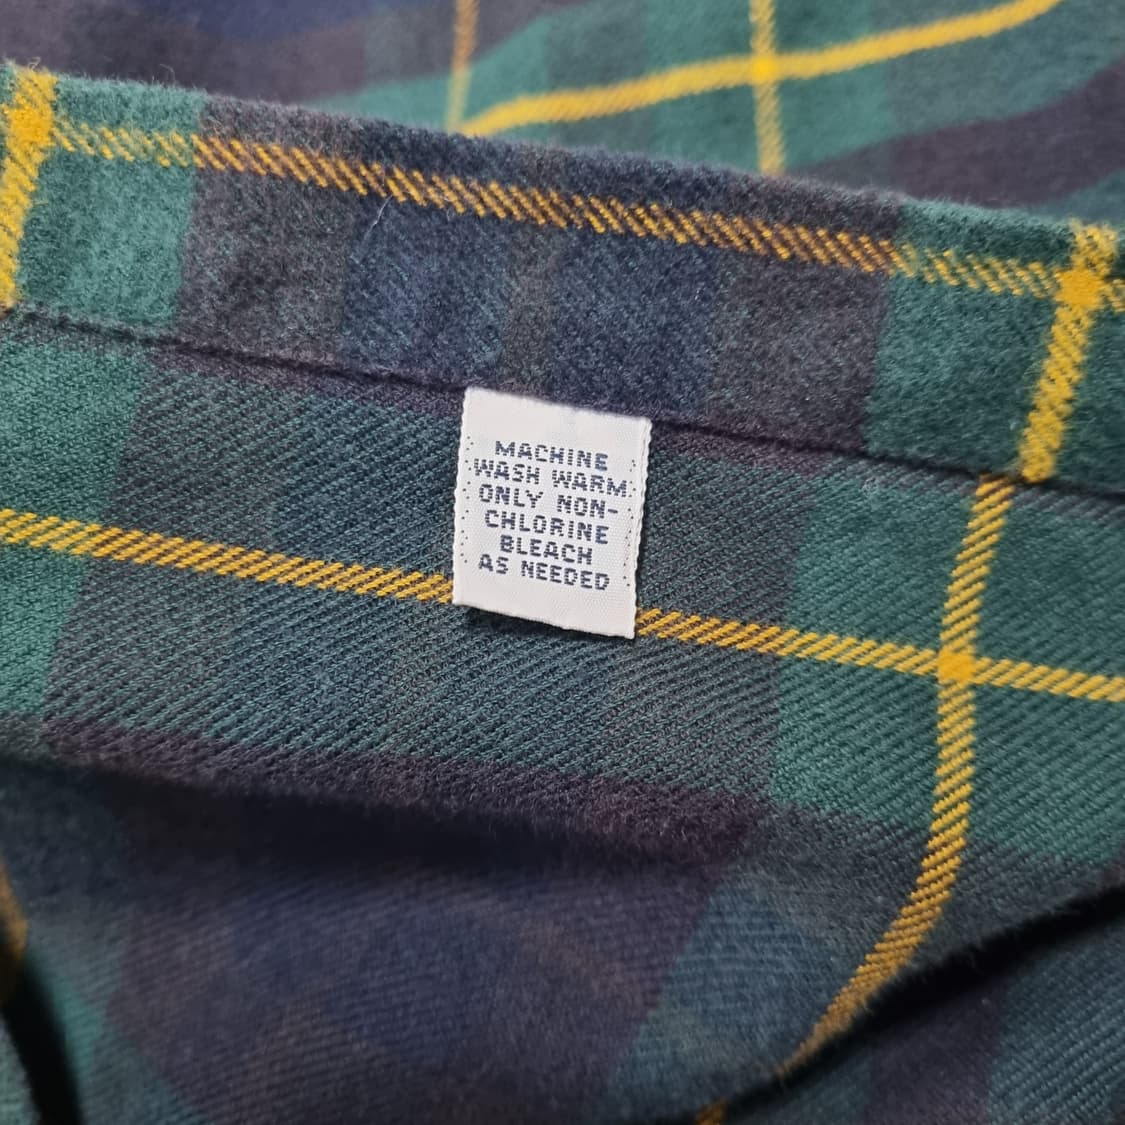 MACHINE
WASH WARM
ONLY NON-
CHLORINE
BLEACH
AS NEEDED